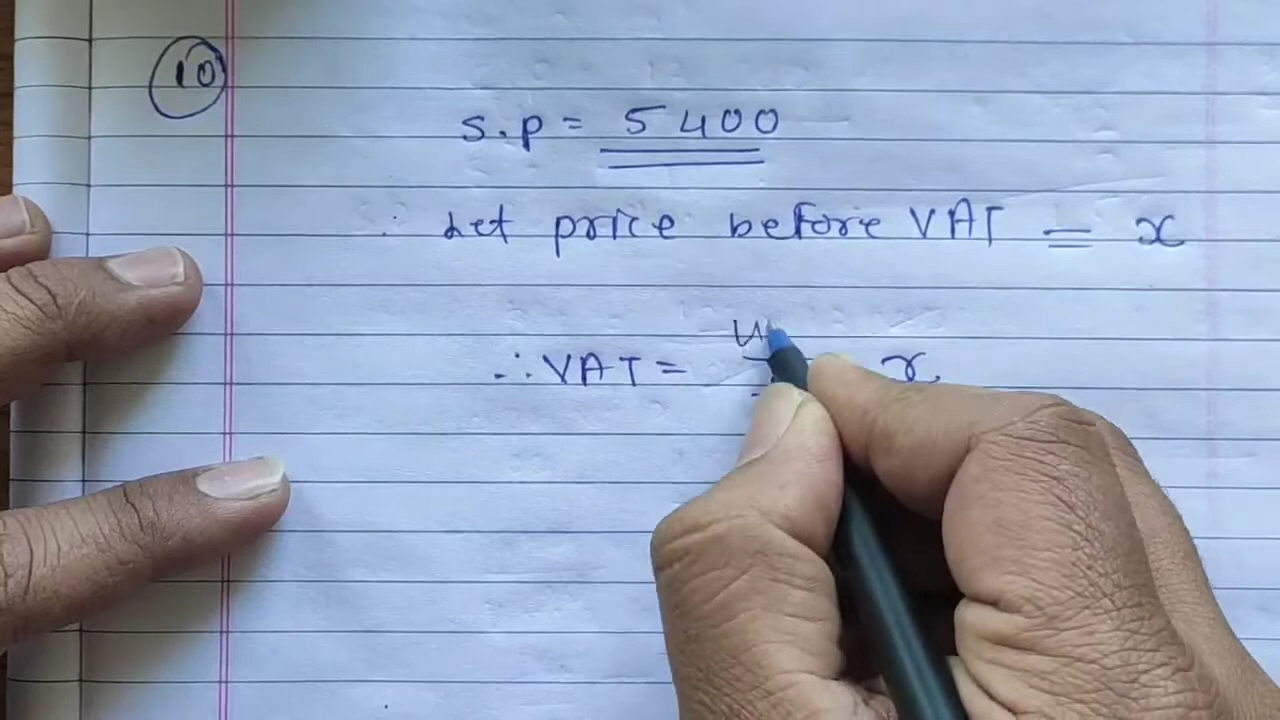 10
S.P = 5400
∴ Let price before VAT = x
∴ VAT = x